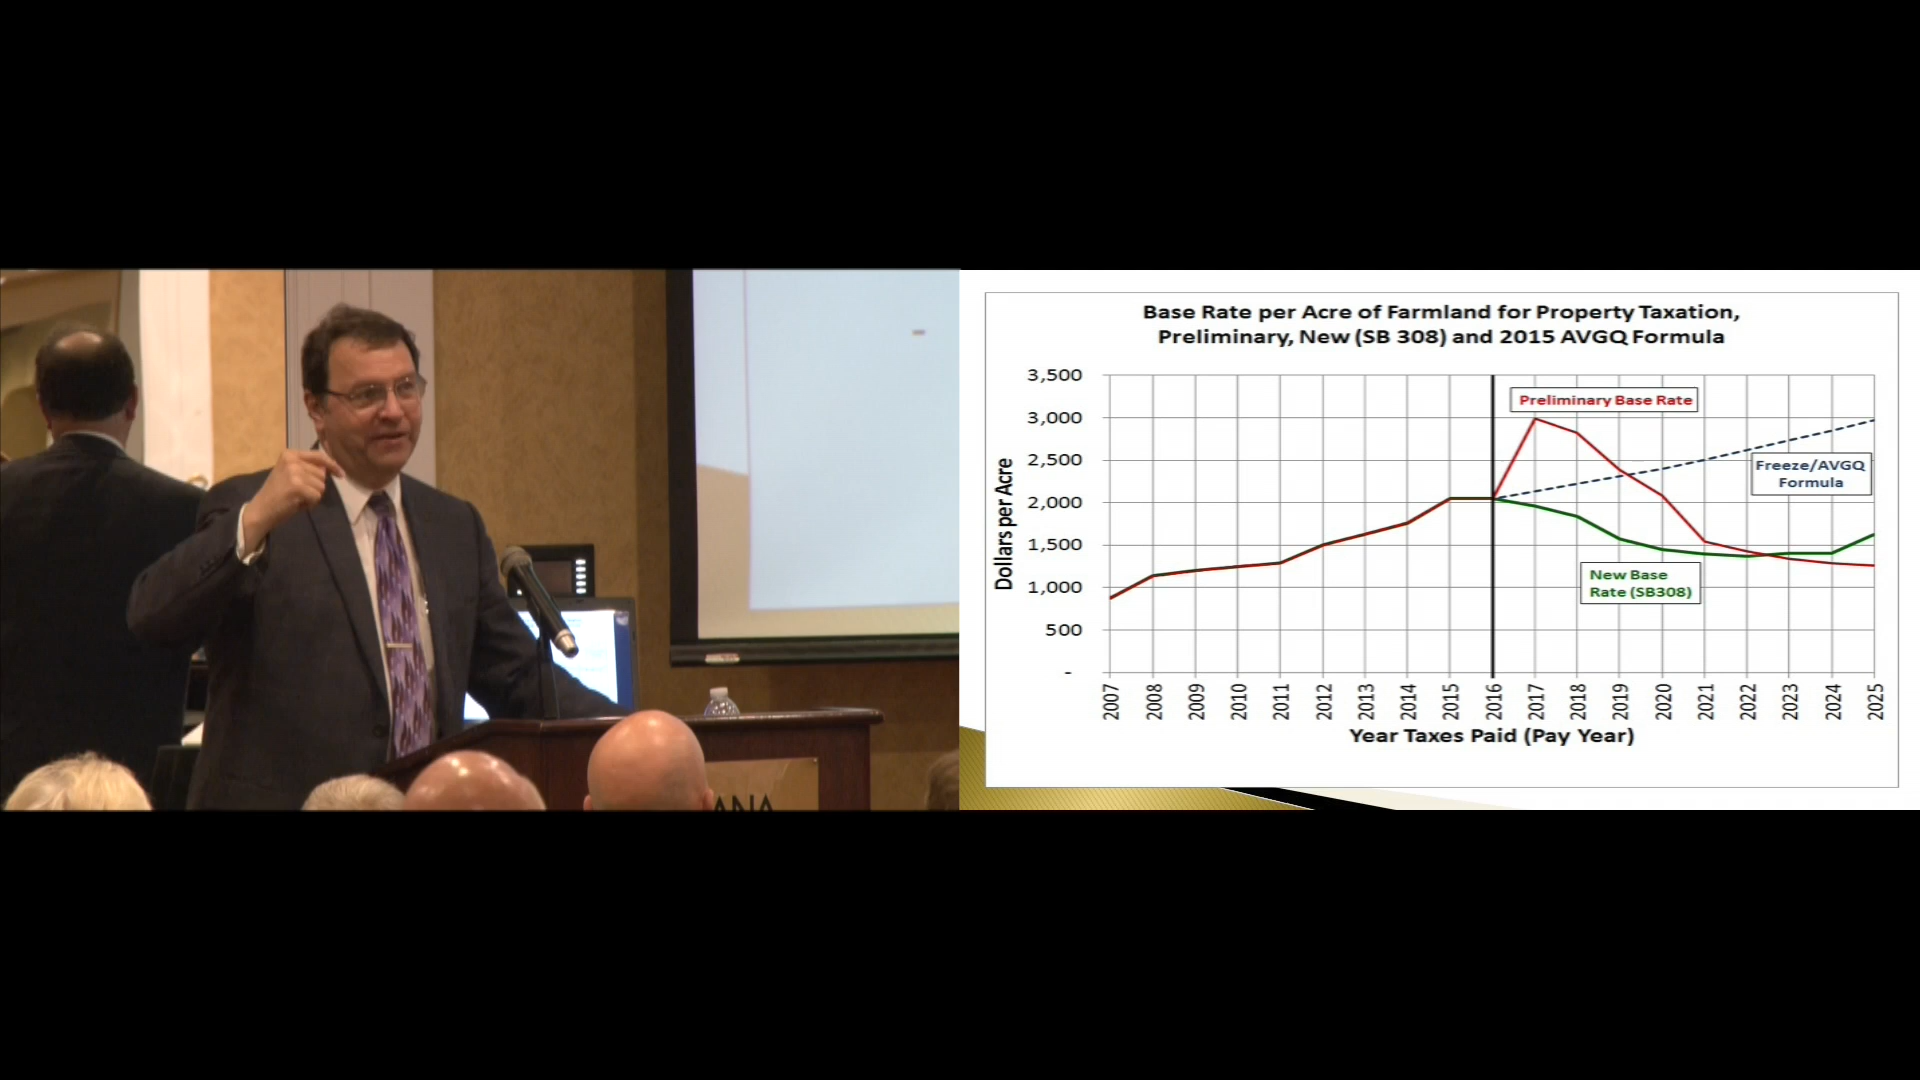 ANA
Base Rate per Acre of Farmland for Property Taxation,
Preliminary, New (SB 308) and 2015 AVGQ Formula
3,500
3,000
2,500
2,000
1,500
1,000
500
-
Dollars per Acre
Preliminary Base Rate
Freeze/AVGQ
Formula
New Base
Rate (SB308)
2007 2008 2009 2010 2011 2012 2013 2014 2015 2016 2017 2018 2019 2020 2021 2022 2023 2024 2025
Year Taxes Paid (Pay Year)